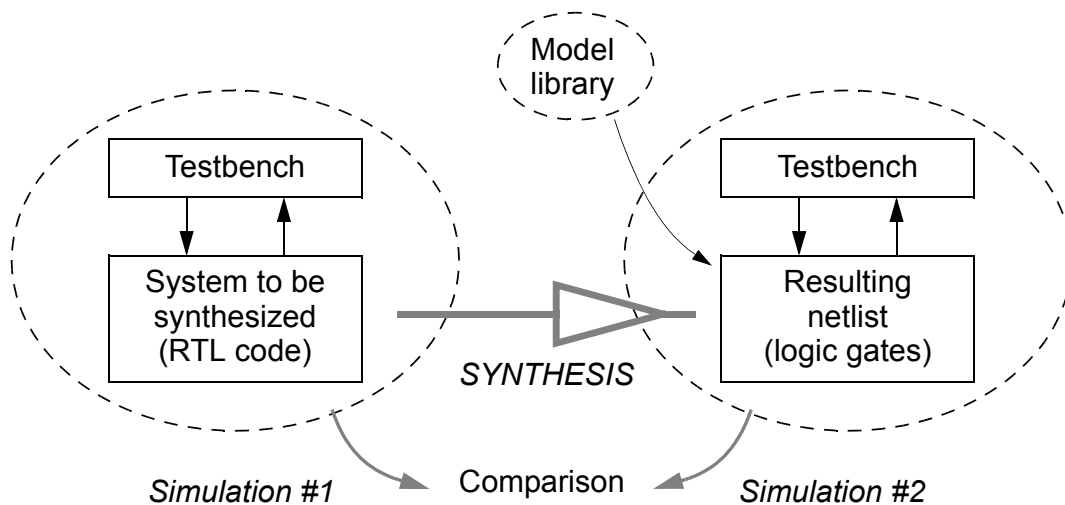 Model
library
Testbench
System to be
synthesized
(RTL code)
SYNTHESIS
Testbench
Resulting
netlist
(logic gates)
Simulation #1
Comparison
Simulation #2